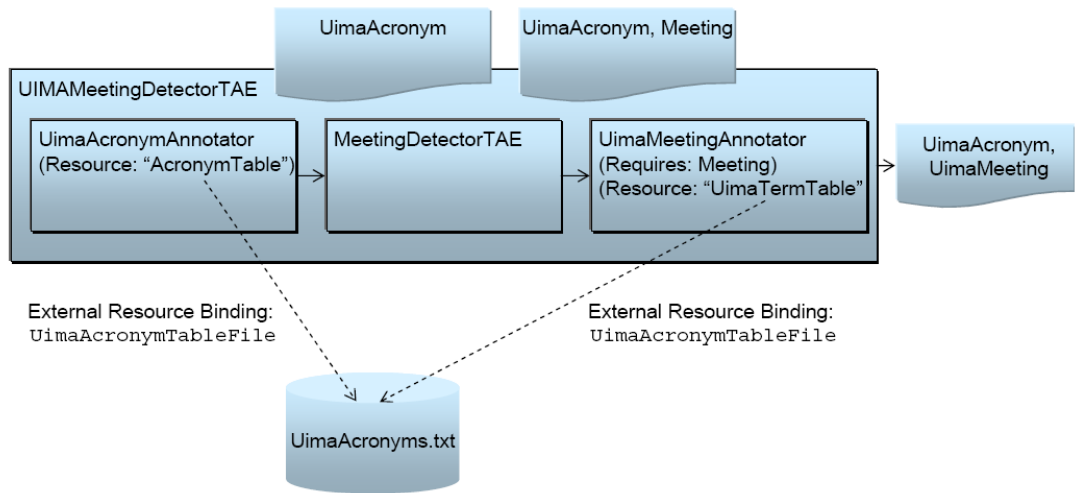 UimaAcronym
UimaAcronym, Meeting
UIMAMeetingDetectorTAE
UimaAcronymAnnotator
(Resource: “AcronymTable”)
MeetingDetectorTAE
UimaMeetingAnnotator
(Requires: Meeting)
(Resource: “UimaTermTable”
UimaAcronym,
UimaMeeting
External Resource Binding:
UimaAcronymTableFile
External Resource Binding:
UimaAcronymTableFile
UimaAcronyms.txt